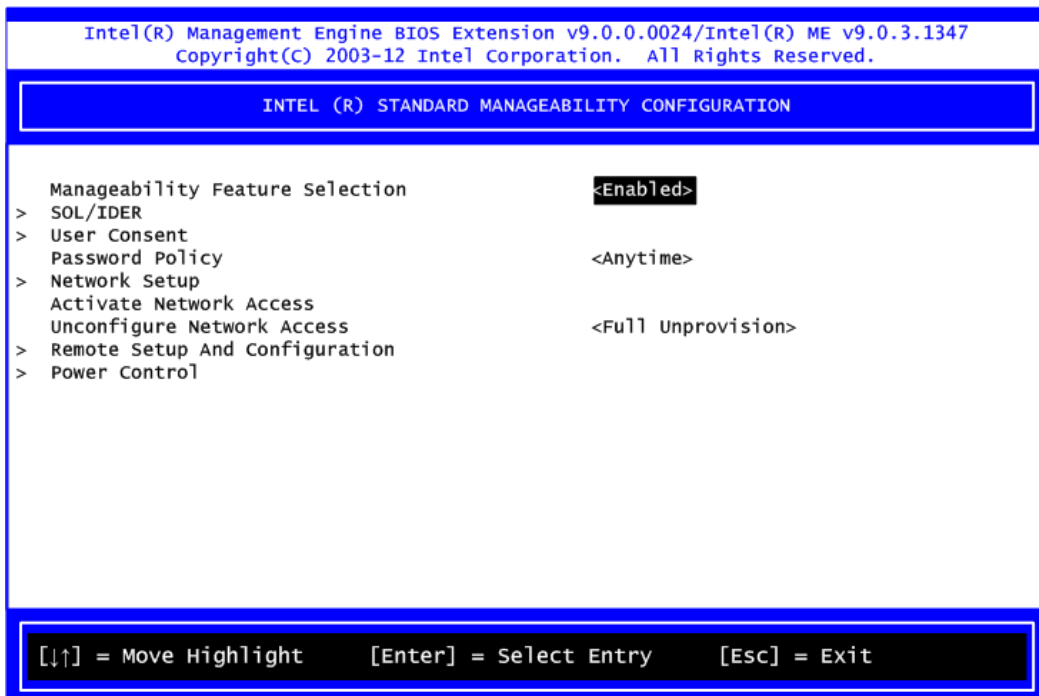 Intel(R) Management Engine BIOS Extension v9.0.0.0024/Intel(R) ME v9.0.3.1347
Copyright(C) 2003-12 Intel Corporation. All Rights Reserved.
INTEL (R) STANDARD MANAGEABILITY CONFIGURATION
Manageability Feature Selection <Enabled>
> SOL/IDER
> User Consent
Password Policy <Anytime>
> Network Setup
Activate Network Access
Unconfigure Network Access <Full Unprovision>
> Remote Setup And Configuration
> Power Control
[↓↑] = Move Highlight [Enter] = Select Entry [Esc] = Exit